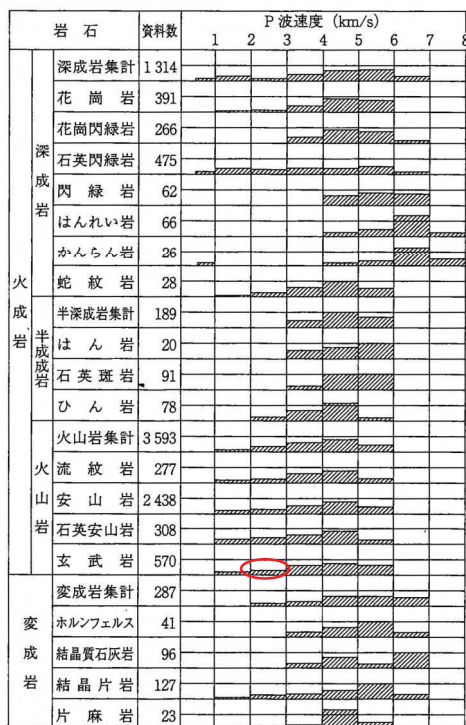 岩石 資料数 P波速度 (km/s)
1 2 3 4 5 6 7 8
火成岩
深成岩
深成岩集計 1314
花崗岩 391
花崗閃緑岩 266
石英閃緑岩 475
閃緑岩 62
はんれい岩 66
かんらん岩 26
蛇紋岩 28
半深成成岩
半深成岩集計 189
はん岩 20
石英斑岩 91
ひん岩 78
火山岩
火山岩集計 3593
流紋岩 277
安山岩 2438
石英安山岩 308
玄武岩 570
変成岩
変成岩集計 287
ホルンフェルス 41
結晶質石灰岩 96
結晶片岩 127
片麻岩 23